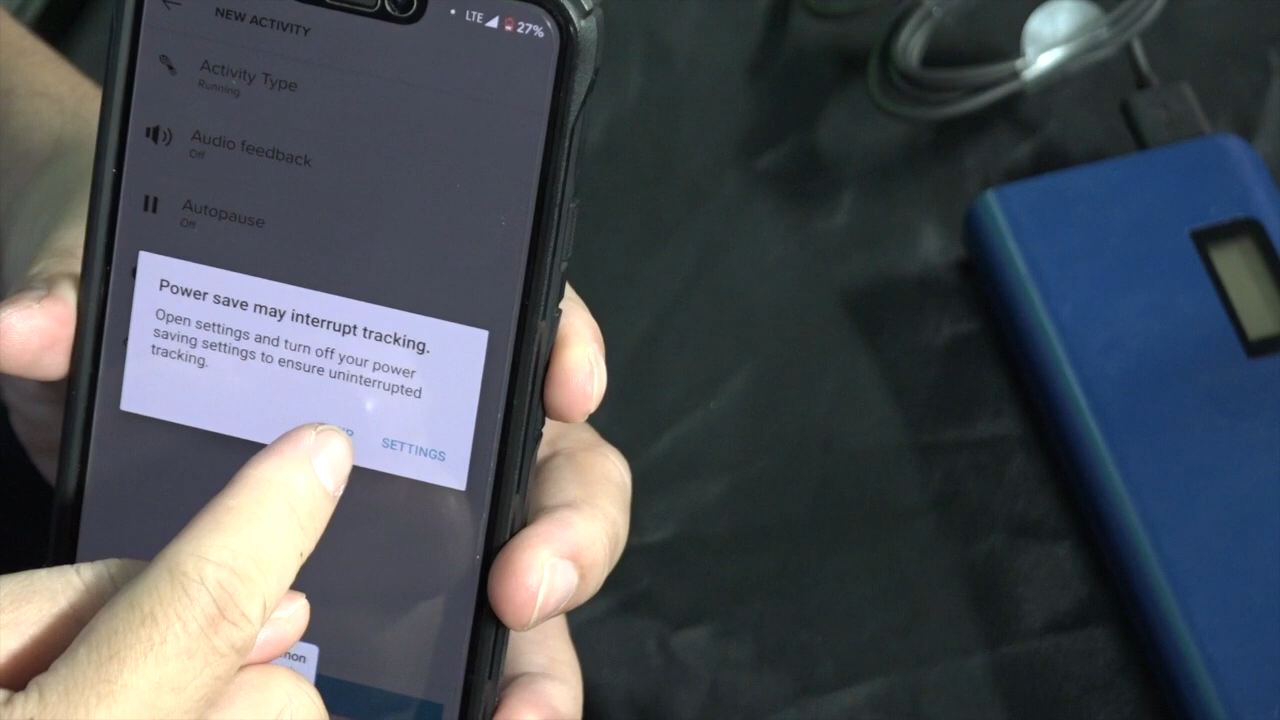 LTE 27%
NEW ACTIVITY
Activity Type
Running
Audio feedback
Off
Autopause
Off
Power save may interrupt tracking.
Open settings and turn off your power
saving settings to ensure uninterrupted
tracking.
SETTINGS